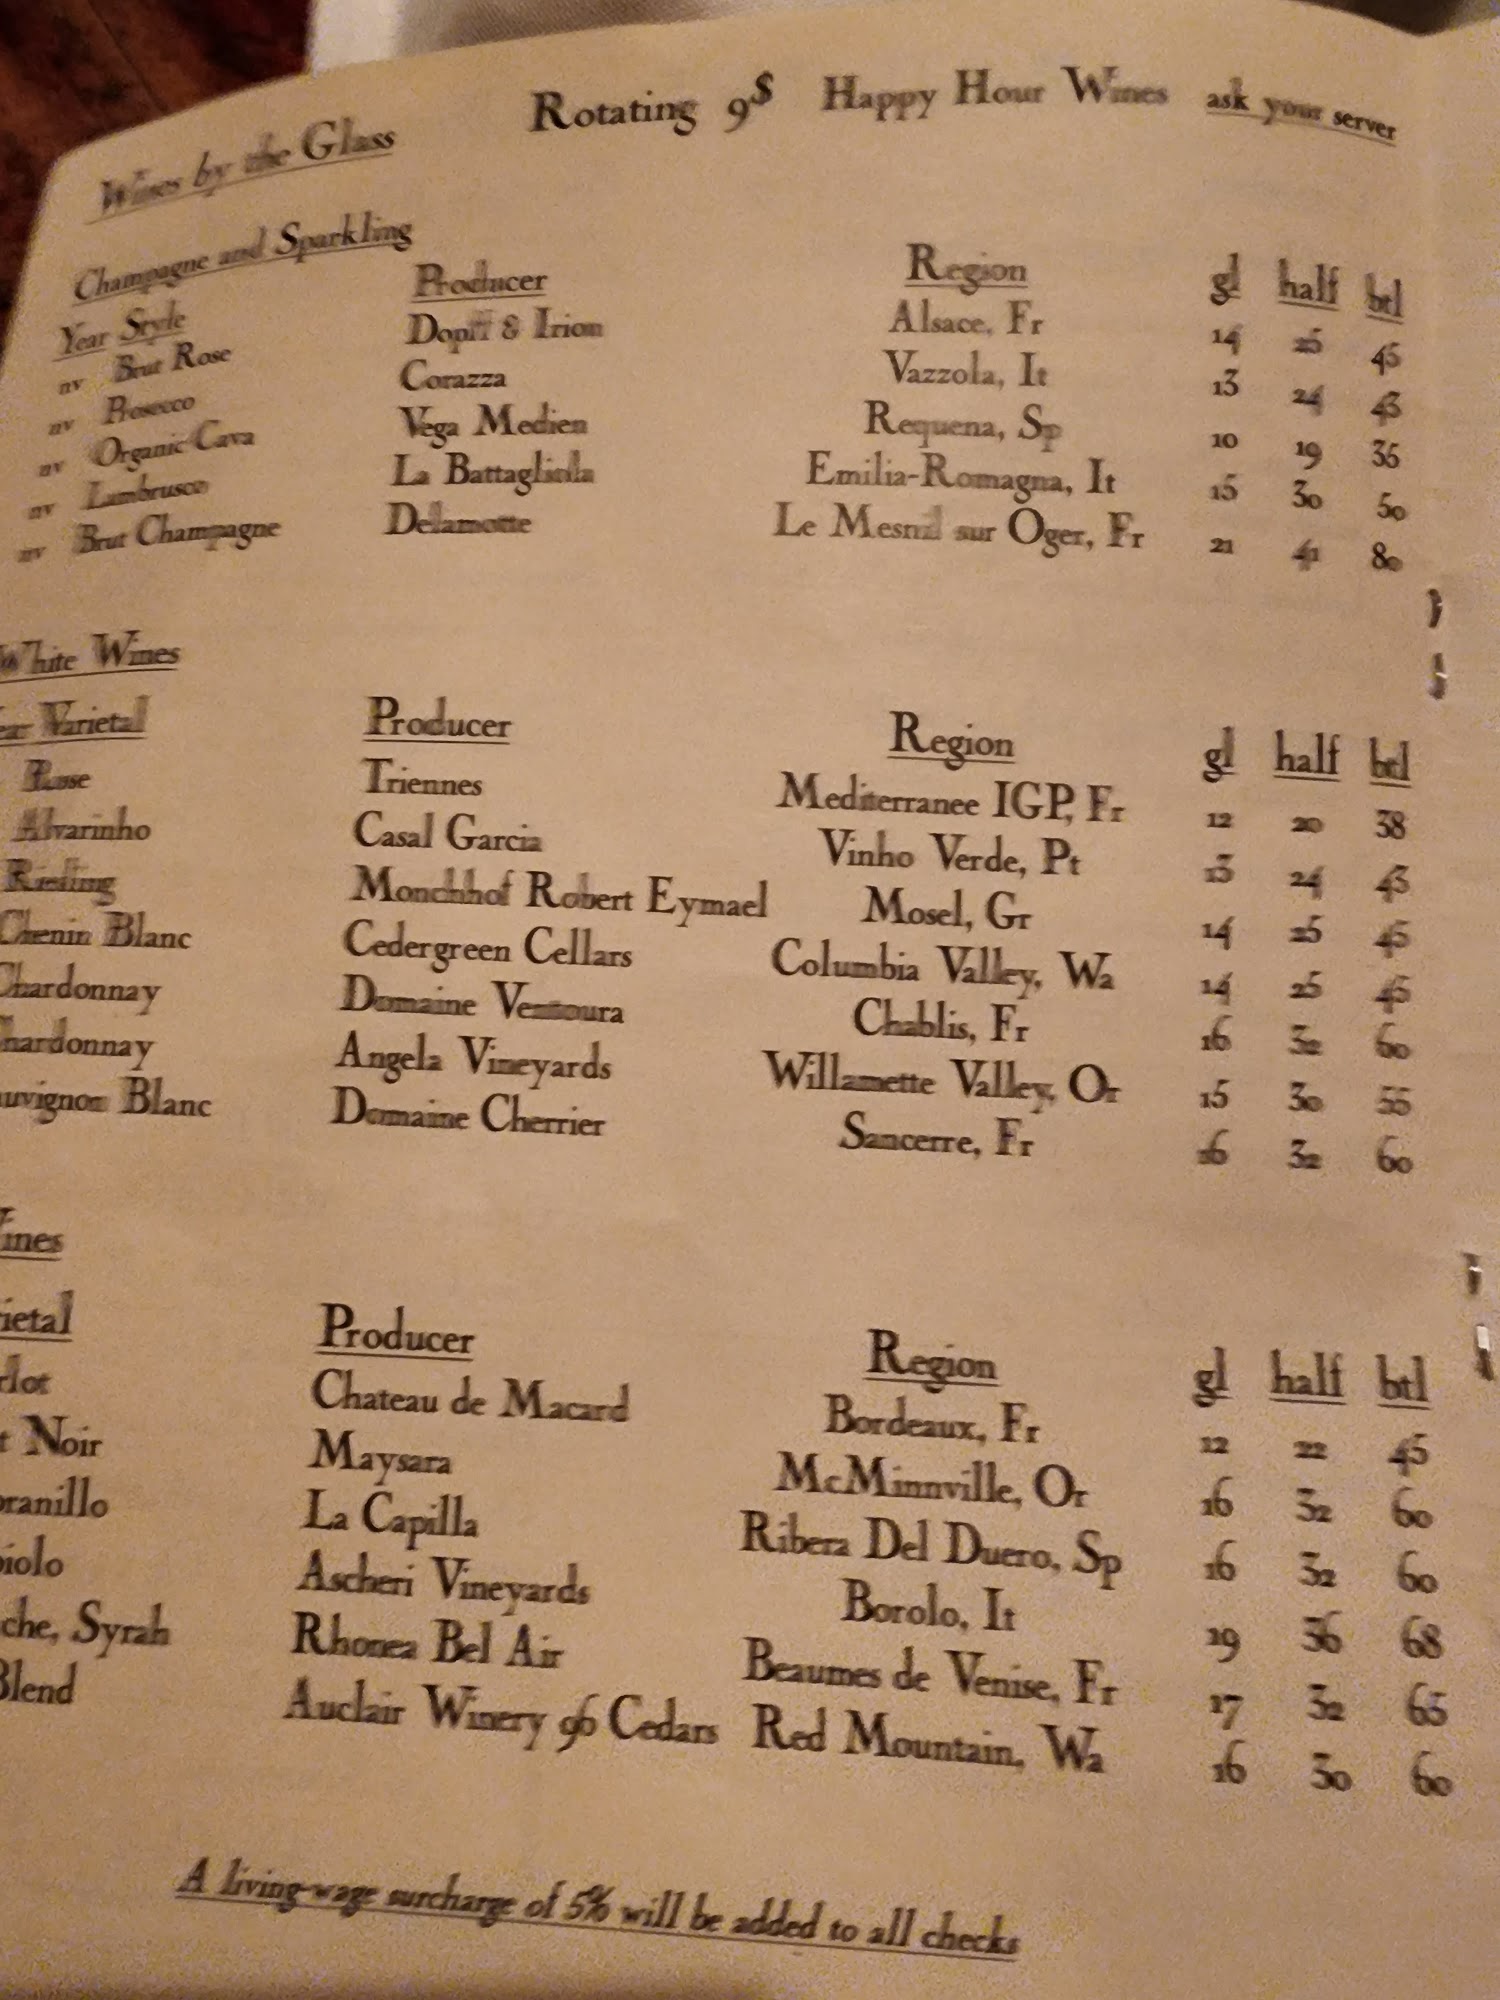 Rotating 9$ Happy Hour Wines ask your server
Wines by the Glass
Champagne and Sparkling
Year Style Producer Region gl half btl
nv Brut Rose Dopff & Irion Alsace, Fr 14 25 45
nv Prosecco Corazza Vazzola, It 13 24 43
nv Organic Cava Vega Medien Requena, Sp 10 19 35
nv Lambrusco La Battagliola Emilia-Romagna, It 15 30 50
nv Brut Champagne Delamotte Le Mesnil sur Oger, Fr 21 41 80
White Wines
ear Varietal Producer Region gl half btl
Rose Triennes Mediterranee IGP, Fr 12 20 38
Alvarinho Casal Garcia Vinho Verde, Pt 13 24 43
Riesling Monchhof Robert Eymael Mosel, Gr 14 25 45
Chenin Blanc Cedergreen Cellars Columbia Valley, Wa 14 25 45
Chardonnay Domaine Ventoura Chablis, Fr 16 32 60
hardonnay Angela Vineyards Willamette Valley, Or 15 30 55
uvignon Blanc Domaine Cherrier Sancerre, Fr 16 32 60
ines
rietal Producer Region gl half btl
rlot Chateau de Macard Bordeaux, Fr 12 22 45
t Noir Maysara McMinnville, Or 16 32 60
pranillo La Capilla Ribera Del Duero, Sp 16 32 60
biolo Ascheri Vineyards Borolo, It 19 36 68
che, Syrah Rhonea Bel Air Beaumes de Venise, Fr 17 32 65
Blend Auclair Winery 96 Cedars Red Mountain, Wa 16 30 60
A living-wage surcharge of 5% will be added to all checks